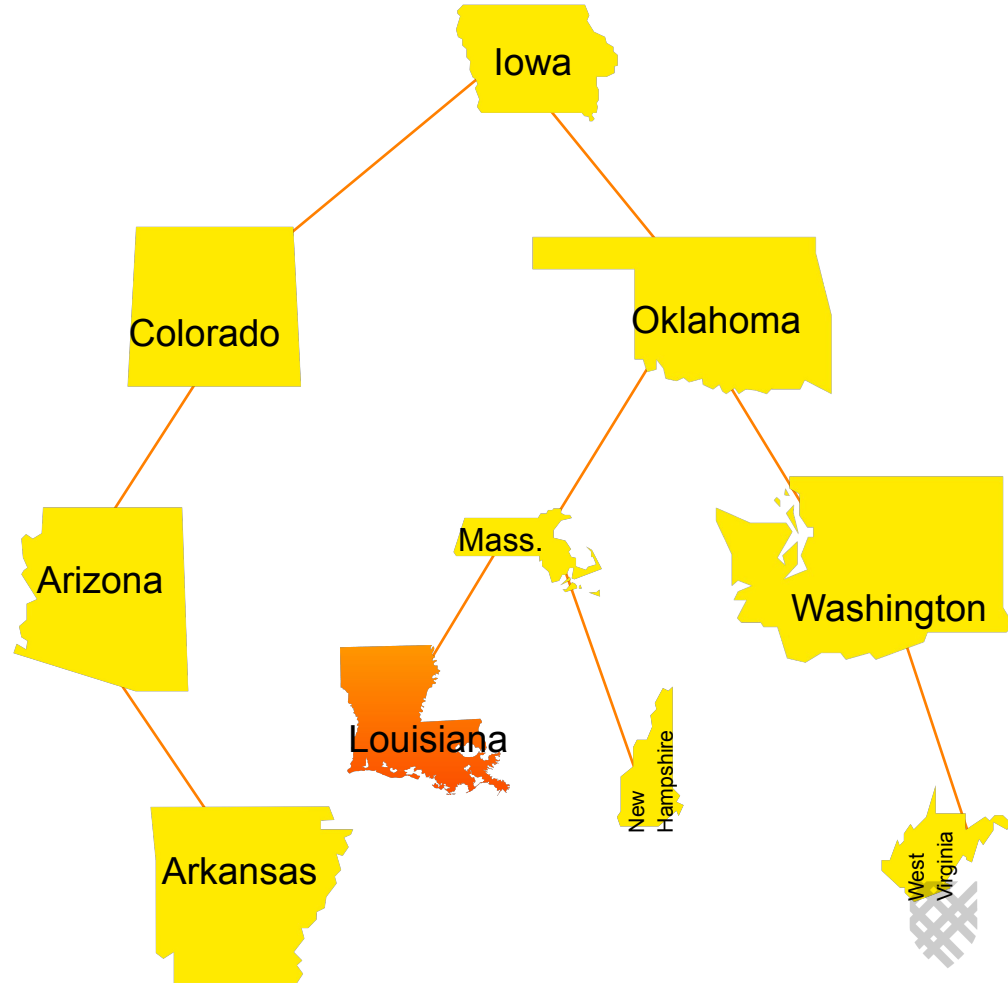 Iowa
Colorado
Oklahoma
Arizona
Mass.
Washington
Louisiana
New
Hampshire
Arkansas
West
Virginia